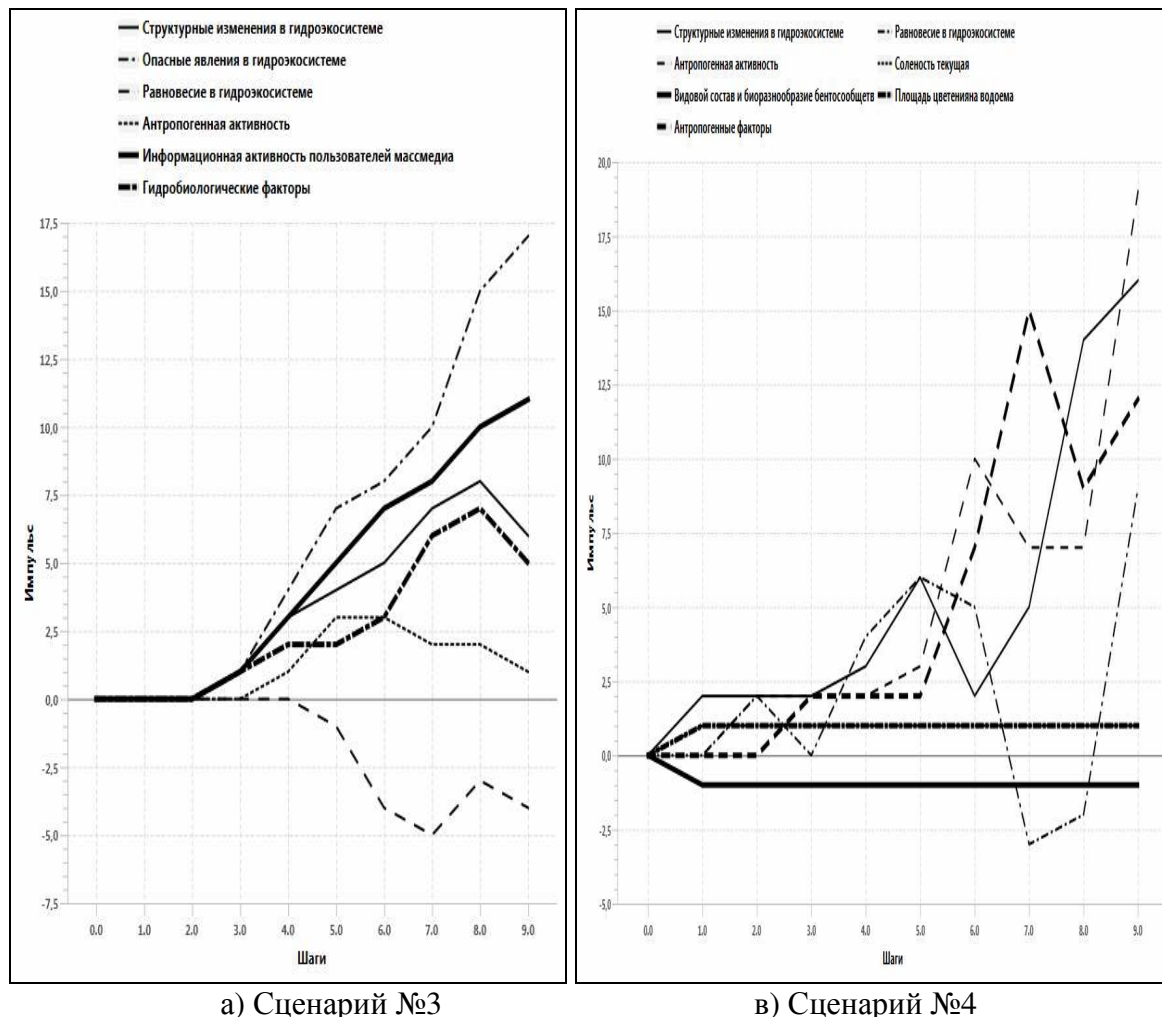 Структурные изменения в гидроэкосистеме
Опасные явления в гидроэкосистеме
Равновесие в гидроэкосистеме
Антропогенная активность
Информационная активность пользователей массмедиа
Гидробиологические факторы
17,5
15,0
12,5
10,0
7,5
5,0
2,5
0,0
-2,5
-5,0
-7,5
Импульс
0.0 1.0 2.0 3.0 4.0 5.0 6.0 7.0 8.0 9.0
Шаги
а) Сценарий №3
Структурные изменения в гидроэкосистеме Равновесие в гидроэкосистеме
Антропогенная активность Соленость текущая
Видовой состав и биоразнообразие бентосообщетв Площадь цветенияна водоема
Антропогенные факторы
20,0
17,5
15,0
12,5
10,0
7,5
5,0
2,5
0,0
-2,5
-5,0
Импульс
0.0 1.0 2.0 3.0 4.0 5.0 6.0 7.0 8.0 9.0
Шаги
в) Сценарий №4